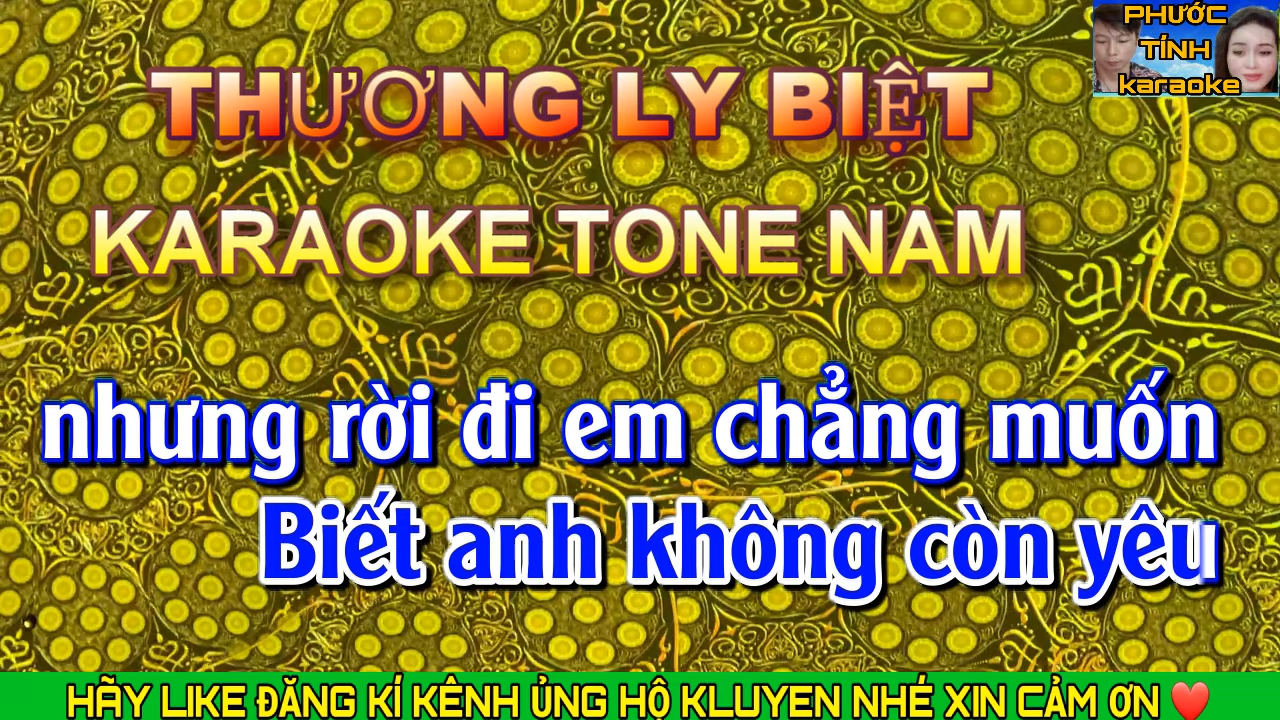 PHƯỚC
TÍNH
karaoke
THƯƠNG LY BIỆT
KARAOKE TONE NAM
nhưng rời đi em chẳng muốn
Biết anh không còn yêu
HÃY LIKE ĐĂNG KÍ KÊNH ỦNG HỘ KLUYEN NHÉ XIN CẢM ƠN ❤️